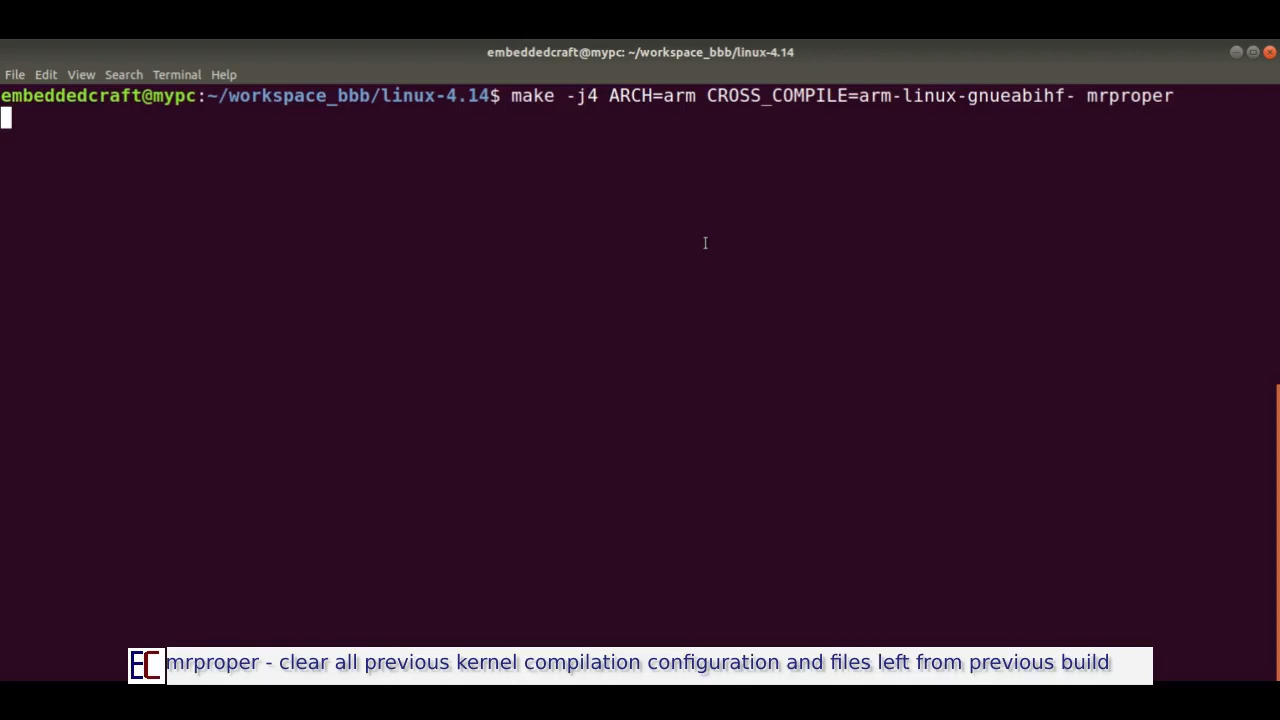 embeddedcraft@mypc: ~/workspace_bbb/linux-4.14
File Edit View Search Terminal Help
embeddedcraft@mypc:~/workspace_bbb/linux-4.14$ make -j4 ARCH=arm CROSS_COMPILE=arm-linux-gnueabihf- mrproper
EC mrproper - clear all previous kernel compilation configuration and files left from previous build